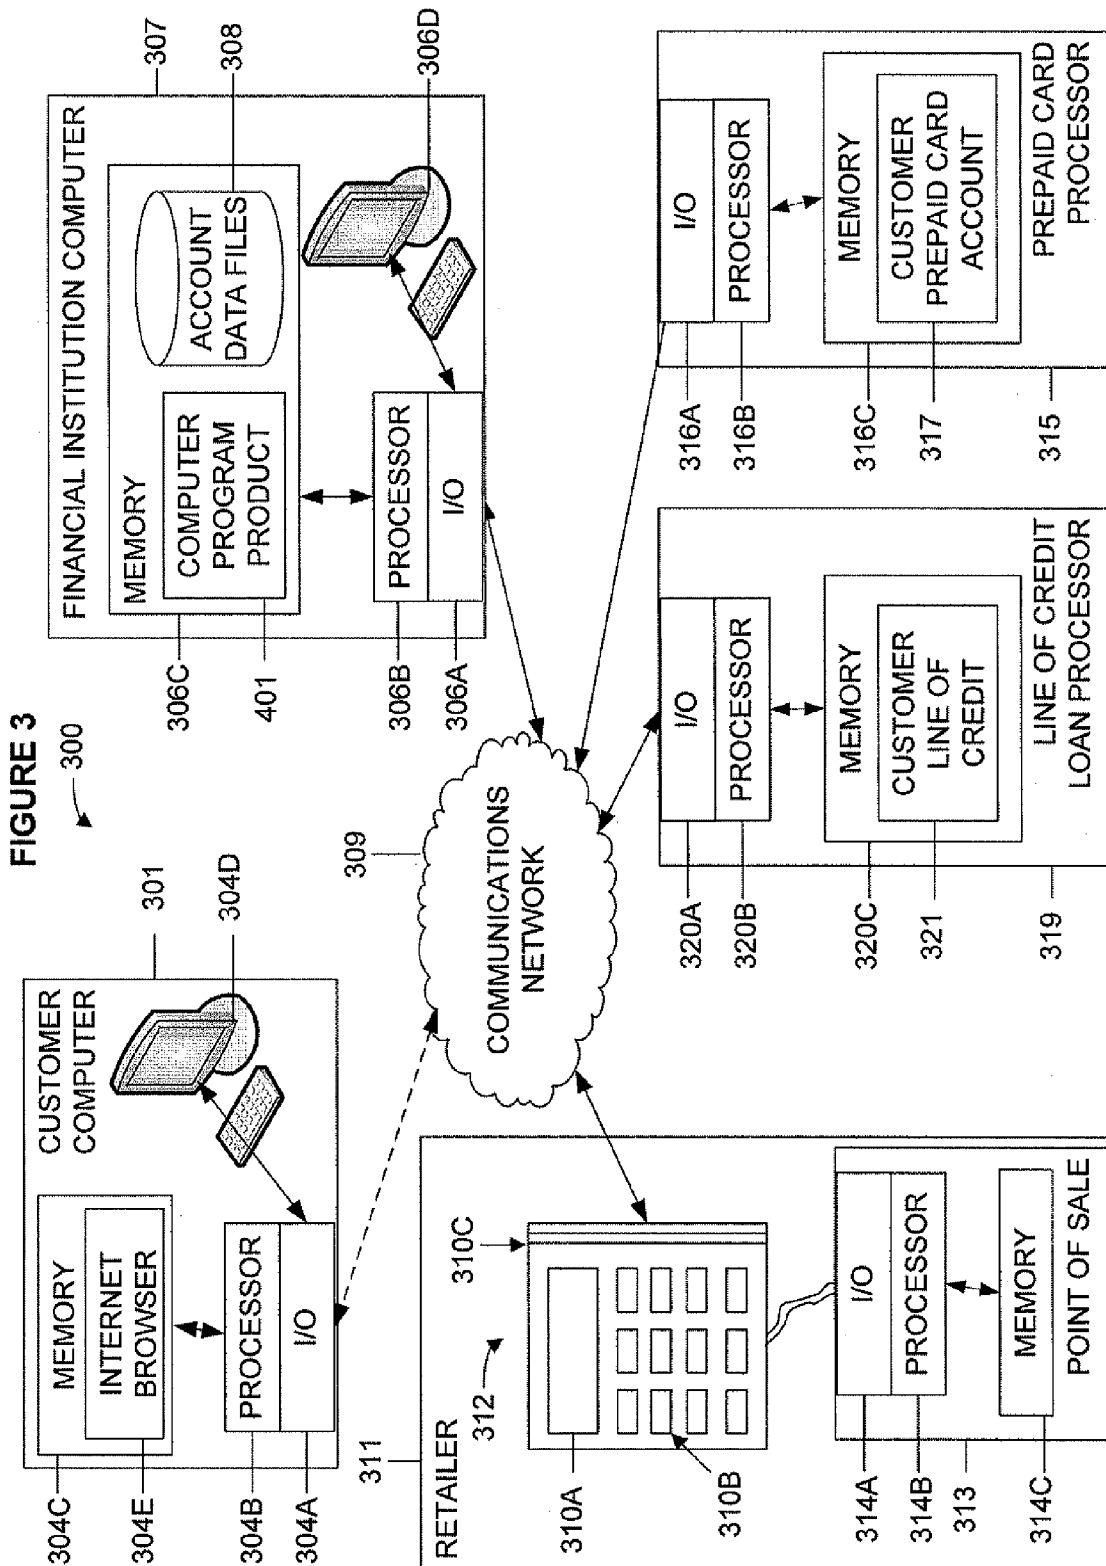 FIGURE 3
300
CUSTOMER
COMPUTER
MEMORY
INTERNET
BROWSER
PROCESSOR
I/O
304C
304E
304B
304A
301
304D
FINANCIAL INSTITUTION COMPUTER
MEMORY
COMPUTER
PROGRAM
PRODUCT
ACCOUNT
DATA FILES
PROCESSOR
I/O
306C
401
306B
306A
307
308
306D
309
COMMUNICATIONS
NETWORK
311
RETAILER
312
310C
310A
310B
I/O
PROCESSOR
MEMORY
POINT OF SALE
314A
314B
313
314C
I/O
PROCESSOR
MEMORY
CUSTOMER
LINE OF
CREDIT
LINE OF CREDIT
LOAN PROCESSOR
320A
320B
320C
321
319
I/O
PROCESSOR
MEMORY
CUSTOMER
PREPAID CARD
ACCOUNT
PREPAID CARD
PROCESSOR
316A
316B
316C
317
315